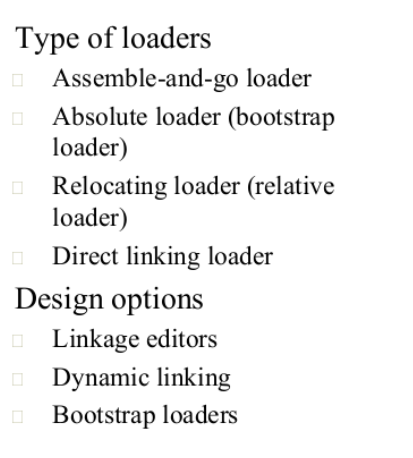 Type of loaders
Assemble-and-go loader
Absolute loader (bootstrap
loader)
Relocating loader (relative
loader)
Direct linking loader
Design options
Linkage editors
Dynamic linking
Bootstrap loaders